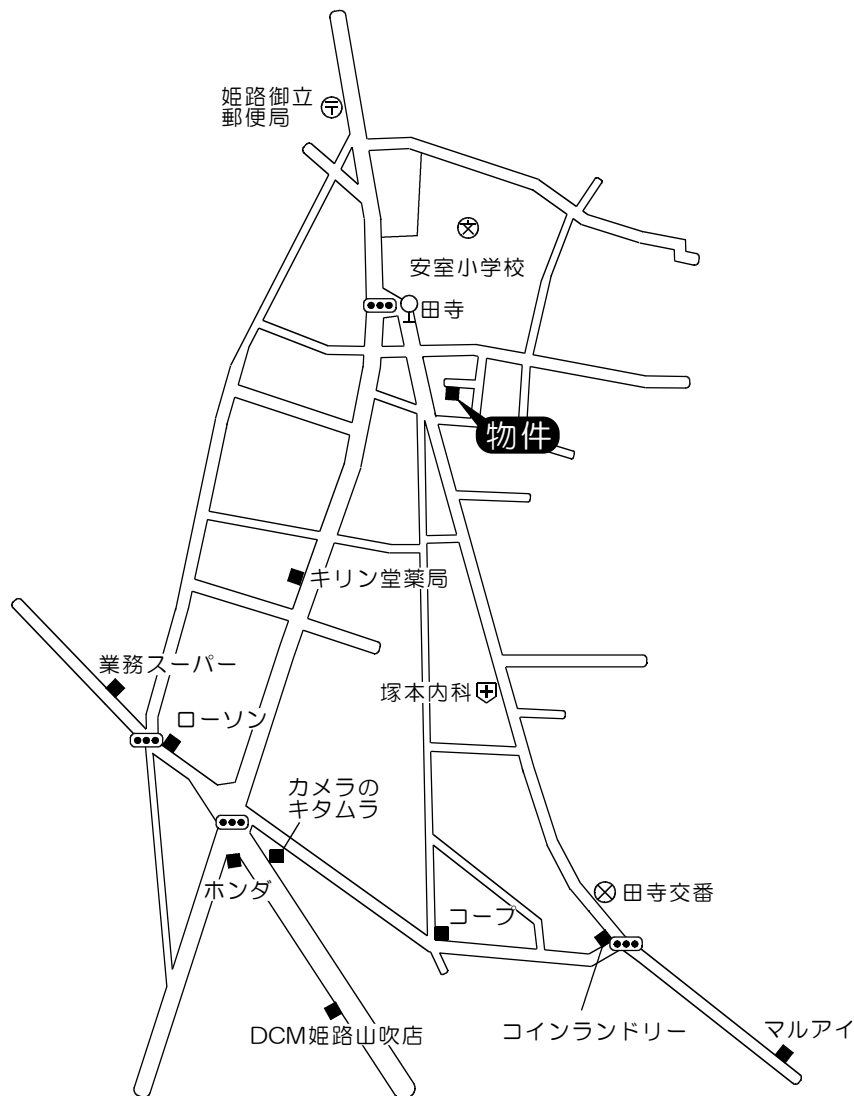 姫路御立
郵便局
安室小学校
田寺
物件
キリン堂薬局
業務スーパー
塚本内科
ローソン
カメラの
キタムラ
ホンダ
田寺交番
コープ
DCM姫路山吹店
コインランドリー
マルアイ